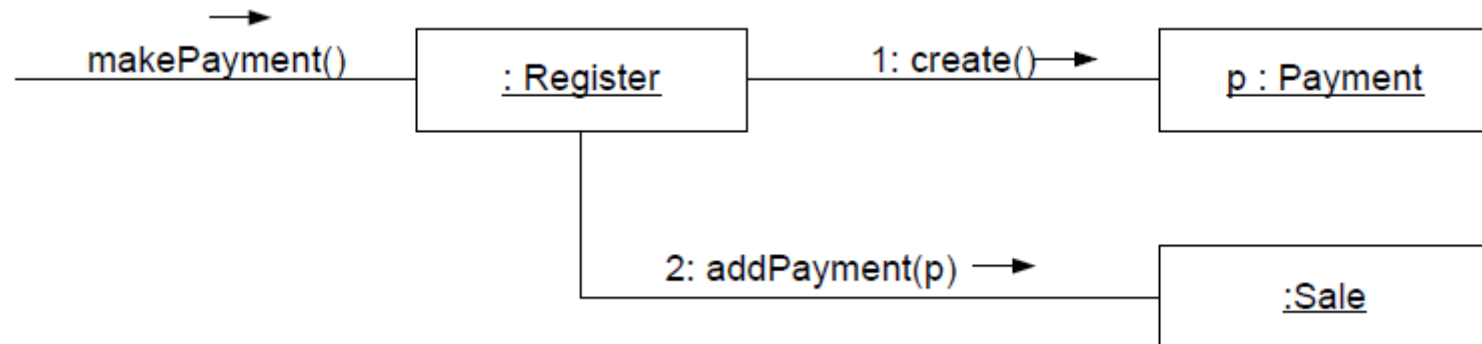 makePayment()
: Register
1: create()
p : Payment
2: addPayment(p)
:Sale